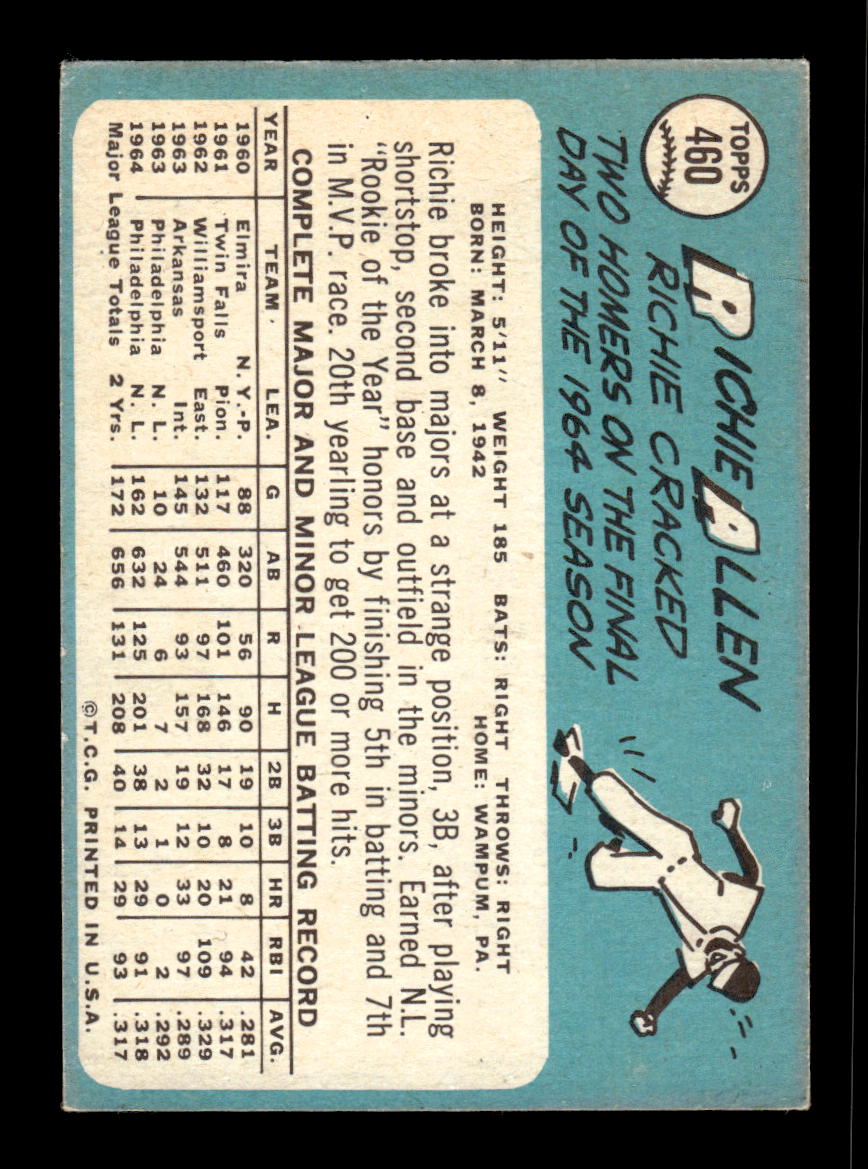 TOPPS
460
RICHIE ALLEN
RICHIE CRACKED
TWO HOMERS ON THE FINAL
DAY OF THE 1964 SEASON
HEIGHT: 5'11" WEIGHT 185 BATS: RIGHT THROWS: RIGHT
BORN: MARCH 8, 1942 HOME: WAMPUM, PA.
Richie broke into majors at a strange position, 3B, after playing
shortstop, second base and outfield in the minors. Earned N.L.
"Rookie of the Year" honors by finishing 5th in batting and 7th
in M.V.P. race. 20th yearling to get 200 or more hits.
COMPLETE MAJOR AND MINOR LEAGUE BATTING RECORD
YEAR TEAM LEA. G AB R H 2B 3B HR RBI AVG.
1960 Elmira N.Y.-P. 88 320 56 90 19 10 8 42 .281
1961 Twin Falls Pion. 117 460 101 146 17 8 21 94 .317
1962 Williamsport East. 132 511 97 168 32 10 20 109 .329
1963 Arkansas Int. 145 544 93 157 19 12 33 97 .289
1963 Philadelphia N. L. 10 24 6 7 2 1 0 2 .292
1964 Philadelphia N. L. 162 632 125 201 38 13 29 91 .318
Major League Totals 2 Yrs. 172 656 131 208 40 14 29 93 .317
©T.C.G. PRINTED IN U.S.A.